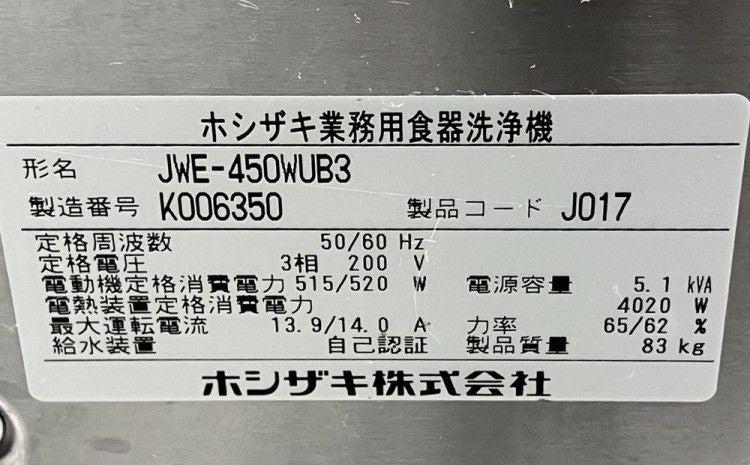 ホシザキ業務用食器洗浄機
形名 JWE-450WUB3
製造番号 K006350 製品コード J017
定格周波数 50/60 Hz
定格電圧 3相 200 V
電動機定格消費電力 515/520 W 電源容量 5.1 kVA
電熱装置定格消費電力 4020 W
最大運転電流 13.9/14.0 A 力率 65/62 %
給水装置 自己認証 製品質量 83 kg
ホシザキ株式会社